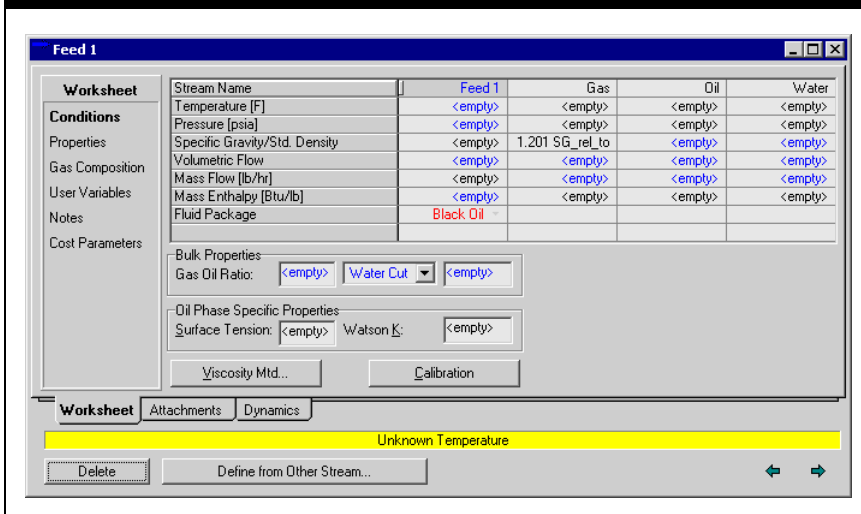 Feed 1
Worksheet
Conditions
Properties
Gas Composition
User Variables
Notes
Cost Parameters
Stream Name Feed 1 Gas Oil Water
Temperature [F] <empty> <empty> <empty> <empty>
Pressure [psia] <empty> <empty> <empty> <empty>
Specific Gravity/Std. Density <empty> 1.201 SG_rel_to <empty> <empty>
Volumetric Flow <empty> <empty> <empty> <empty>
Mass Flow [lb/hr] <empty> <empty> <empty> <empty>
Mass Enthalpy [Btu/lb] <empty> <empty> <empty> <empty>
Fluid Package Black Oil
Bulk Properties
Gas Oil Ratio: <empty> Water Cut <empty>
Oil Phase Specific Properties
Surface Tension: <empty> Watson K: <empty>
Viscosity Mtd... Calibration
Worksheet Attachments Dynamics
Unknown Temperature
Delete Define from Other Stream...